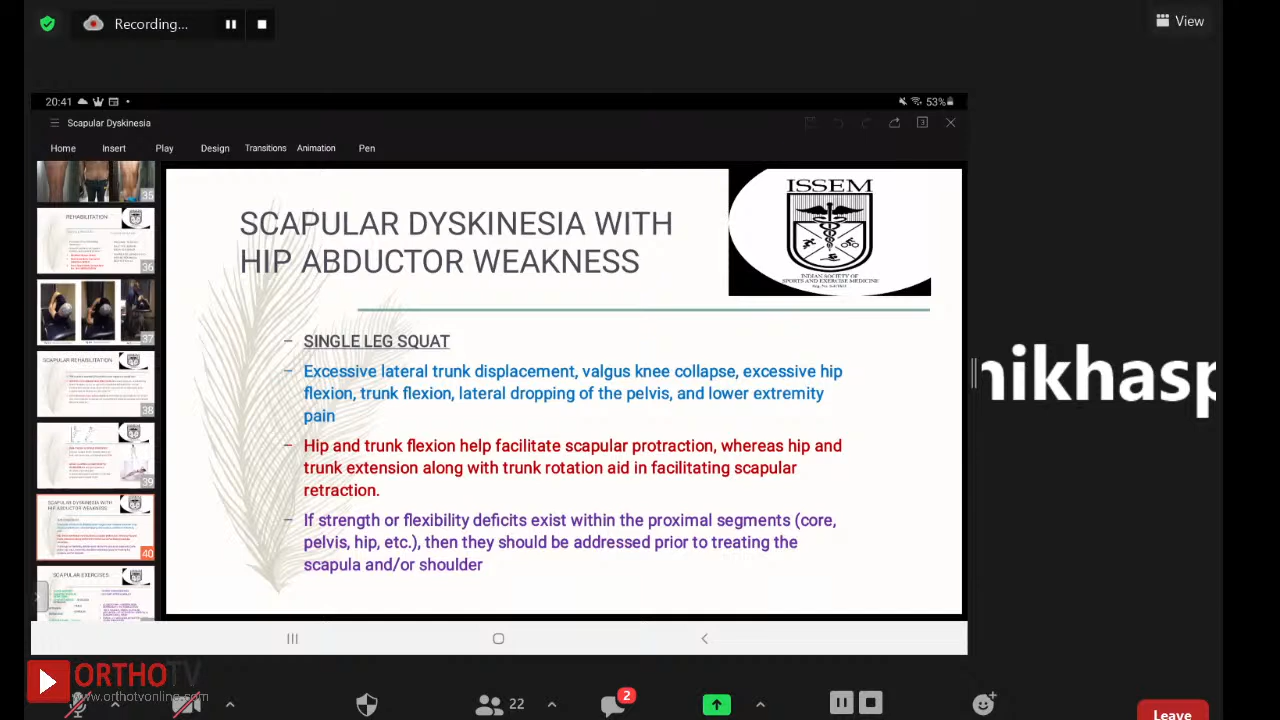 Recording...
View
20:41
53%
Scapular Dyskinesia
3
Home Insert Play Design Transitions Animation Pen
35
REHABILITATION
36
37
SCAPULAR REHABILITATION
38
39
SCAPULAR DYSKINESIA WITH
HIP ABDUCTOR WEAKNESS
40
SCAPULAR EXERCISES
SCAPULAR DYSKINESIA WITH
HIP ABDUCTOR WEAKNESS
ISSEM
INDIAN SOCIETY OF
SPORTS AND EXERCISE MEDICINE
– SINGLE LEG SQUAT
– Excessive lateral trunk displacement, valgus knee collapse, excessive hip
flexion, trunk flexion, lateral dropping of the pelvis, and lower extremity
pain
– Hip and trunk flexion help facilitate scapular protraction, whereas hip and
trunk extension along with trunk rotation aid in facilitating scapular
retraction.
– If strength or flexibility deficits exist within the proximal segments (core,
pelvis, hip, etc.), then they should be addressed prior to treating the
scapula and/or shoulder
nikhasp
ORTHOTV
www.orthotvonline.com
22
2
Leave